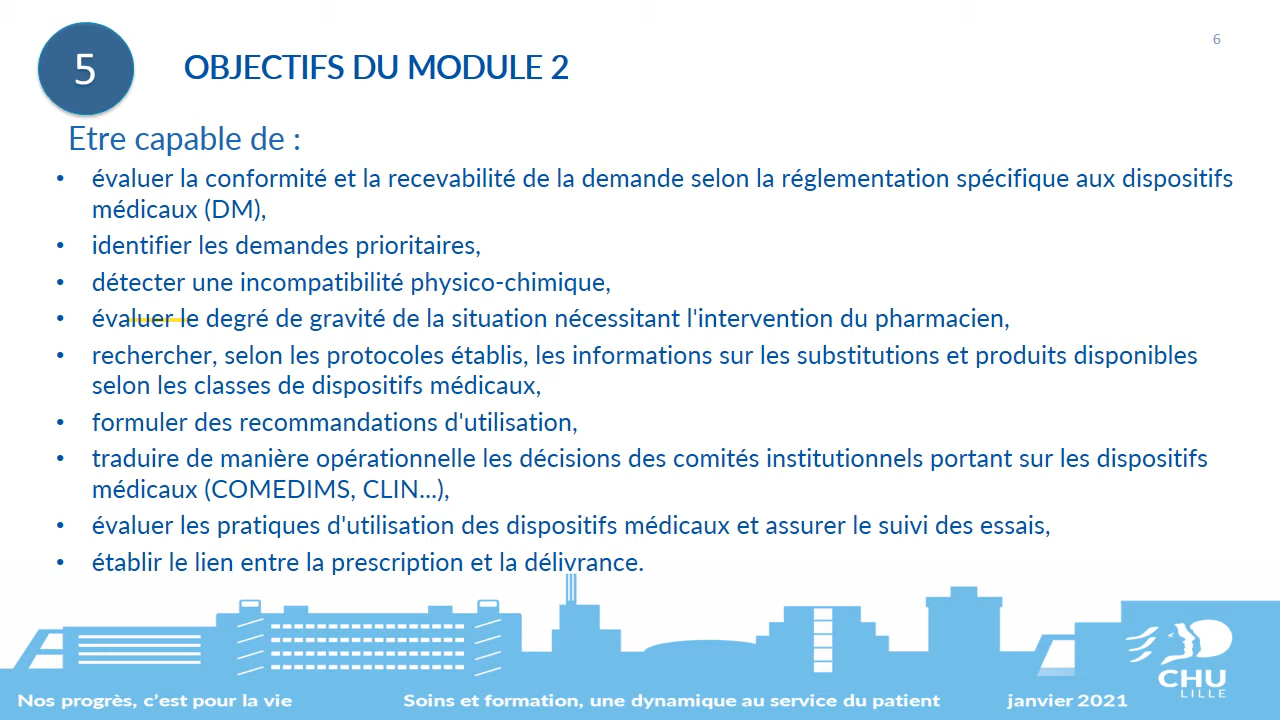 5
OBJECTIFS DU MODULE 2
6
Etre capable de :
• évaluer la conformité et la recevabilité de la demande selon la réglementation spécifique aux dispositifs
médicaux (DM),
• identifier les demandes prioritaires,
• détecter une incompatibilité physico-chimique,
• évaluer le degré de gravité de la situation nécessitant l'intervention du pharmacien,
• rechercher, selon les protocoles établis, les informations sur les substitutions et produits disponibles
selon les classes de dispositifs médicaux,
• formuler des recommandations d'utilisation,
• traduire de manière opérationnelle les décisions des comités institutionnels portant sur les dispositifs
médicaux (COMEDIMS, CLIN...),
• évaluer les pratiques d'utilisation des dispositifs médicaux et assurer le suivi des essais,
• établir le lien entre la prescription et la délivrance.
CHU
LILLE
Nos progrès, c'est pour la vie
Soins et formation, une dynamique au service du patient
janvier 2021